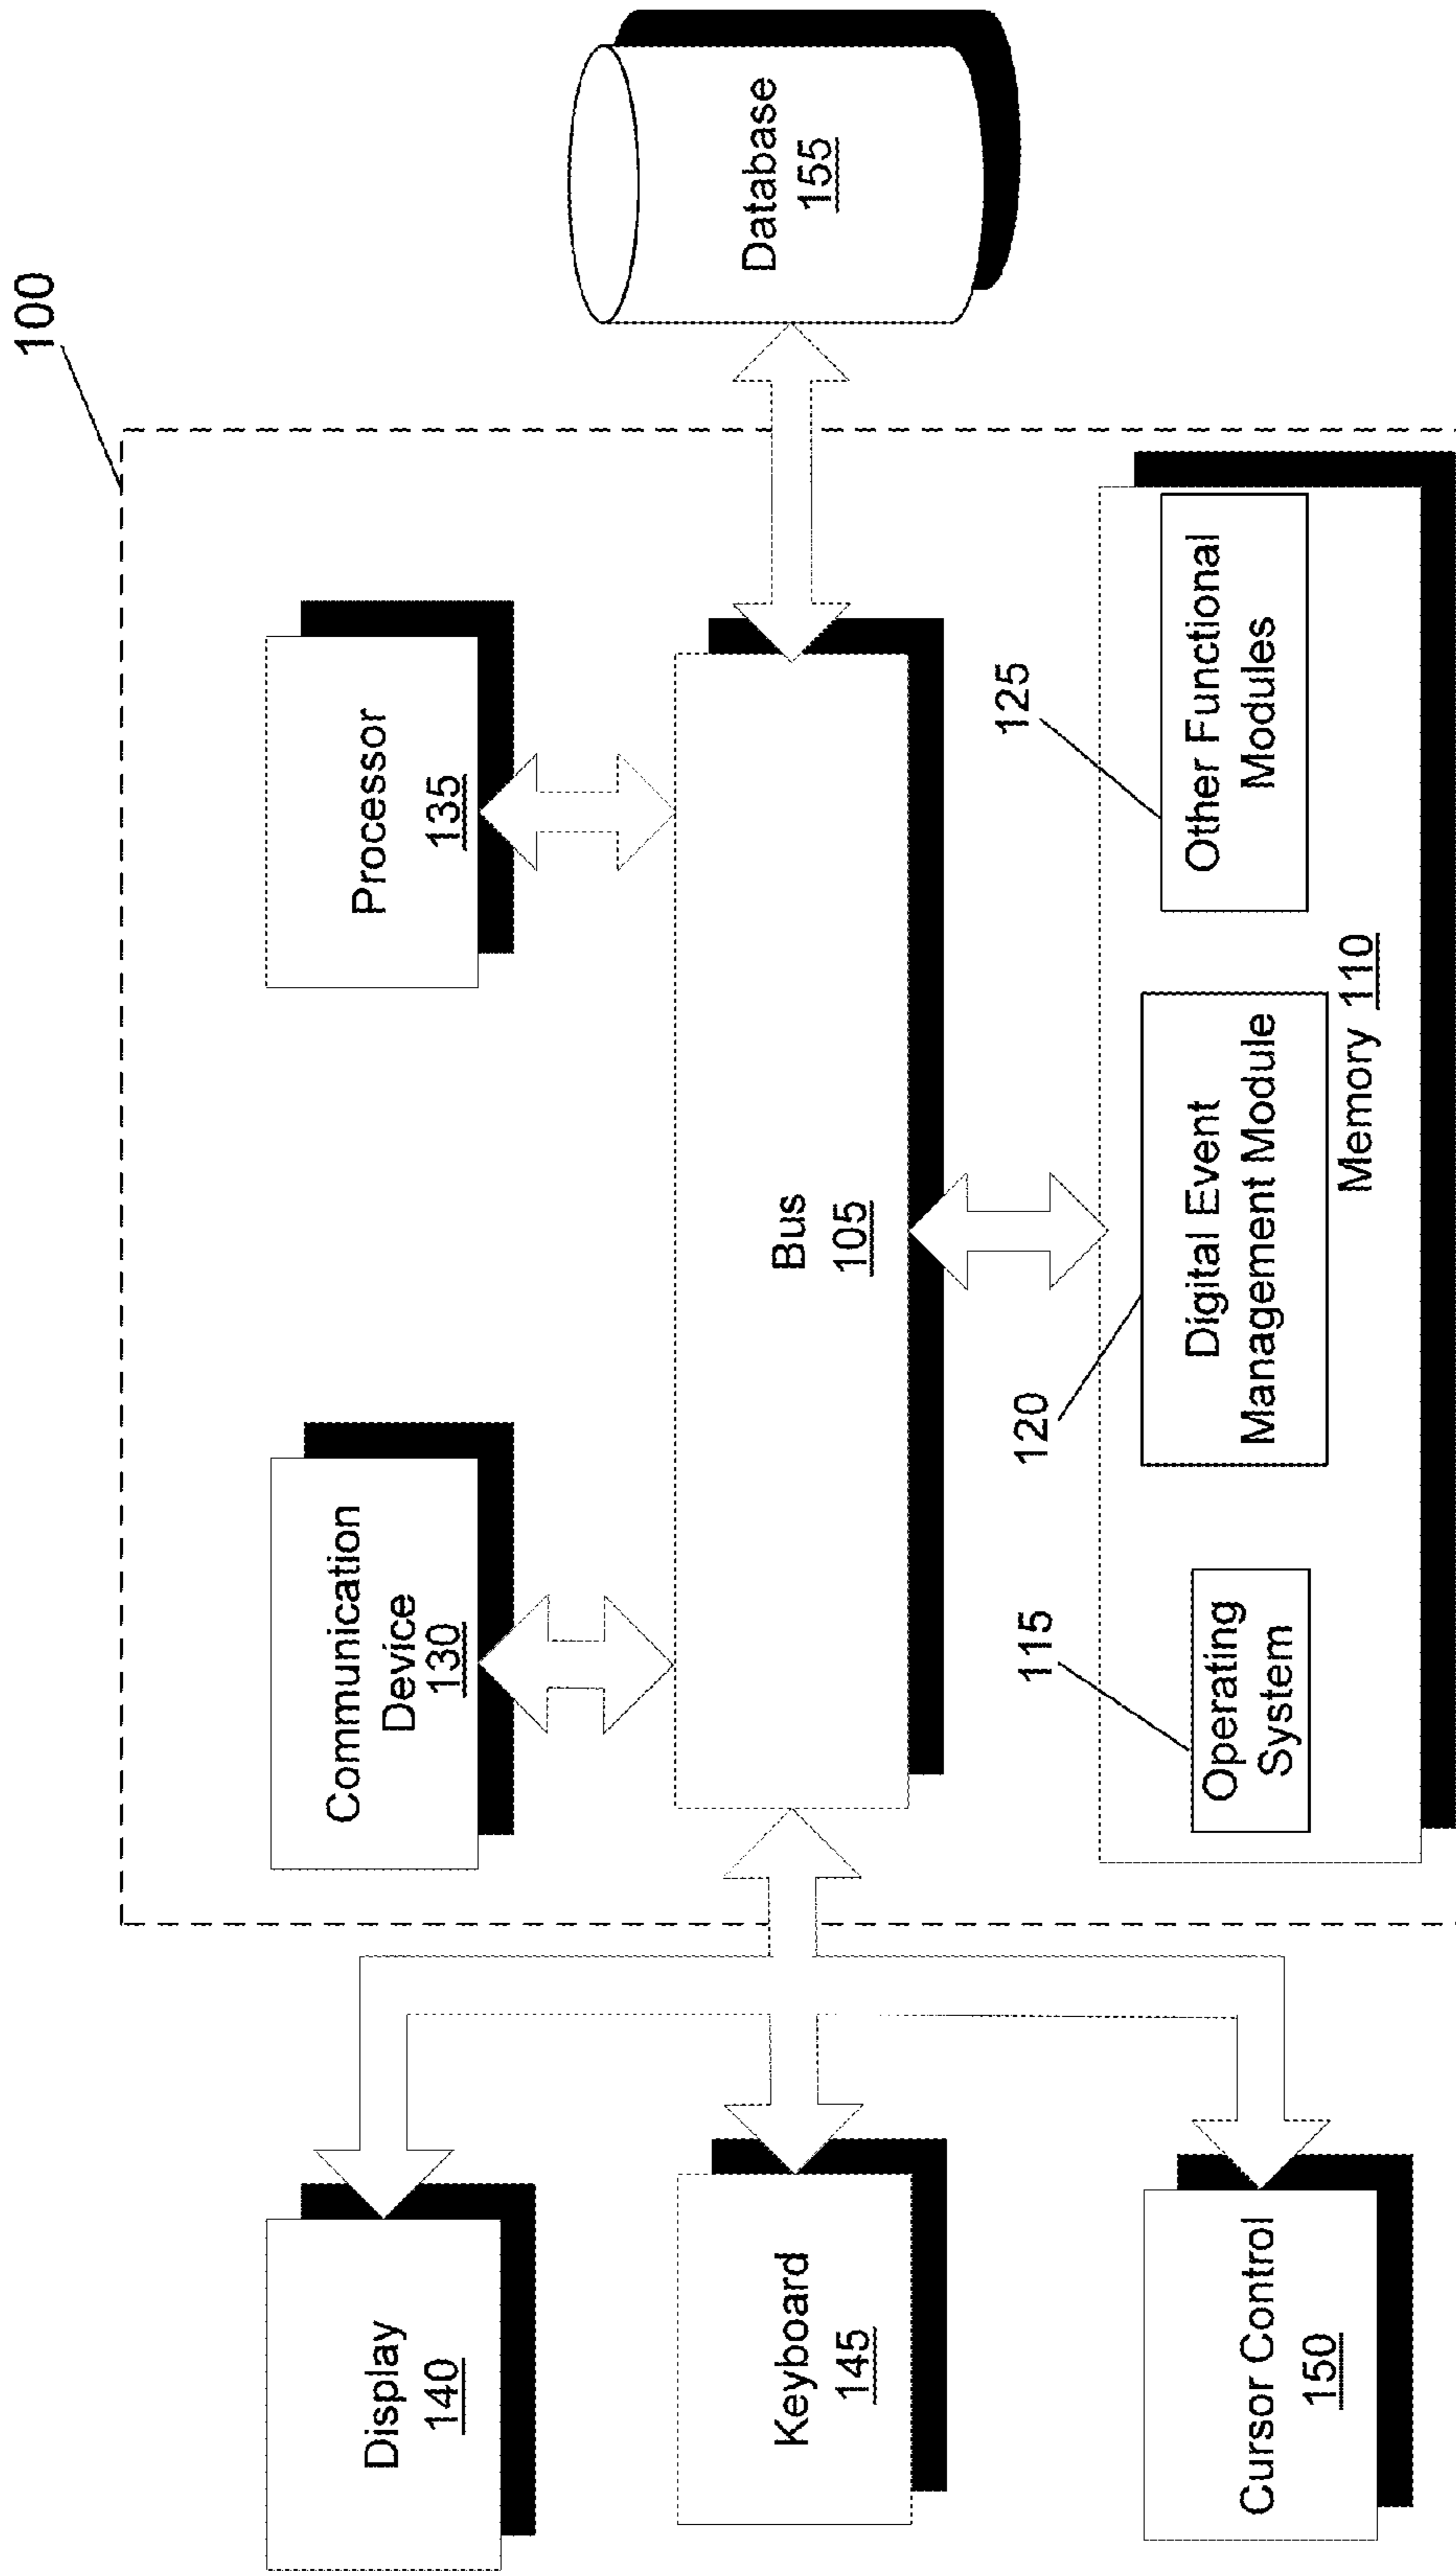 100
Communication
Device
130
Processor
135
Display
140
Keyboard
145
Cursor Control
150
Bus
105
Database
155
115
120
125
Operating
System
Digital Event
Management Module
Other Functional
Modules
Memory 110